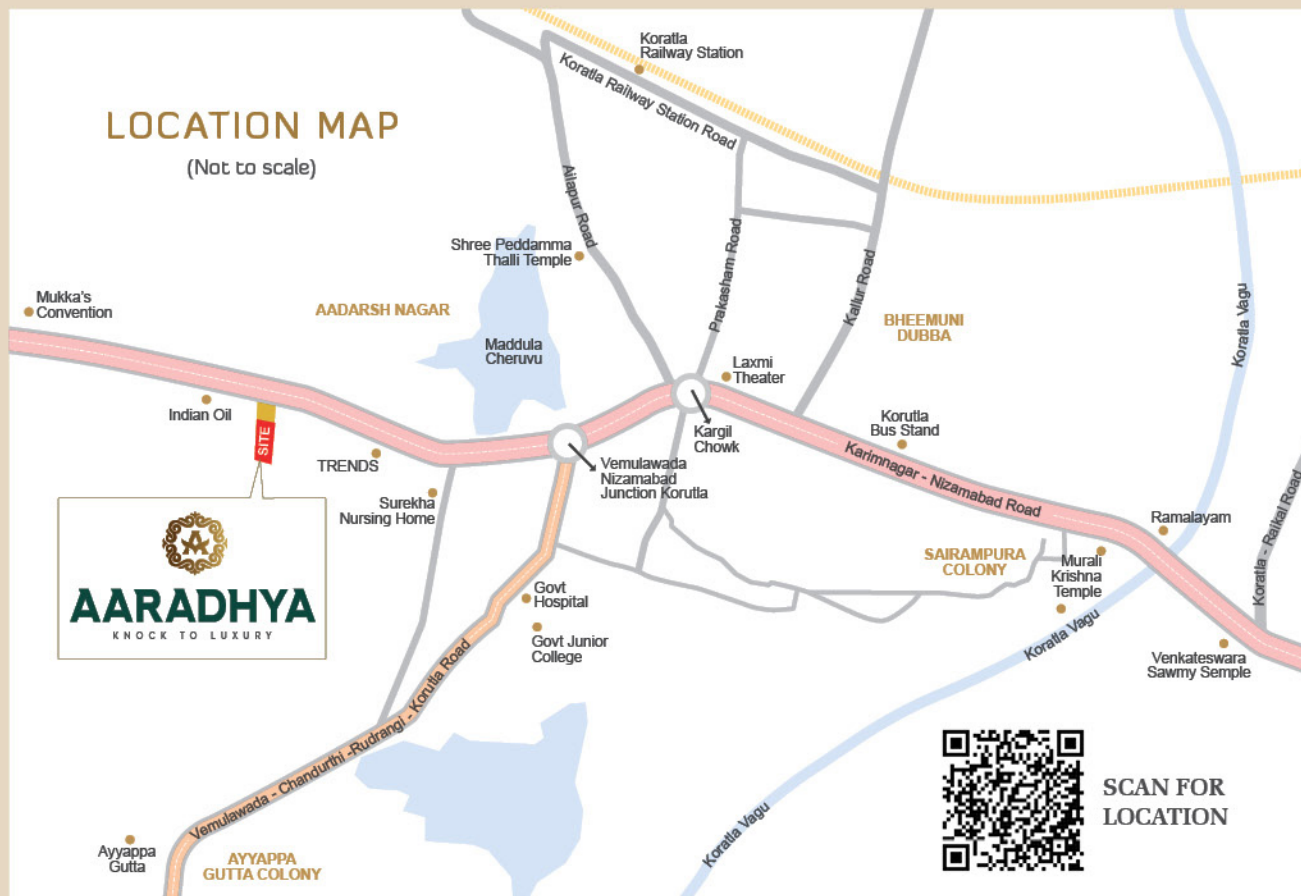 LOCATION MAP
(Not to scale)
Koratla
Railway Station
Koratla Railway Station Road
Ailapur Road
Prakasham Road
Kallur Road
Koratla Vagu
Shree Peddamma
Thalli Temple
Mukka's
Convention
AADARSH NAGAR
Maddula
Cheruvu
BHEEMUNI
DUBBA
Laxmi
Theater
Indian Oil
SITE
TRENDS
Kargil
Chowk
Korutla
Bus Stand
Karimnagar - Nizamabad Road
Vemulawada
Nizamabad
Junction Korutla
Surekha
Nursing Home
Koratla - Raikal Road
Ramalayam
SAIRAMPURA
COLONY
Murali
Krishna
Temple
A
AARADHYA
KNOCK TO LUXURY
Govt
Hospital
Govt Junior
College
Koratla Vagu
Venkateswara
Sawmy Semple
Vemulawada - Chandurthi -Rudrangi - Korutla Road
Koratla Vagu
SCAN FOR
LOCATION
Ayyappa
Gutta
AYYAPPA
GUTTA COLONY